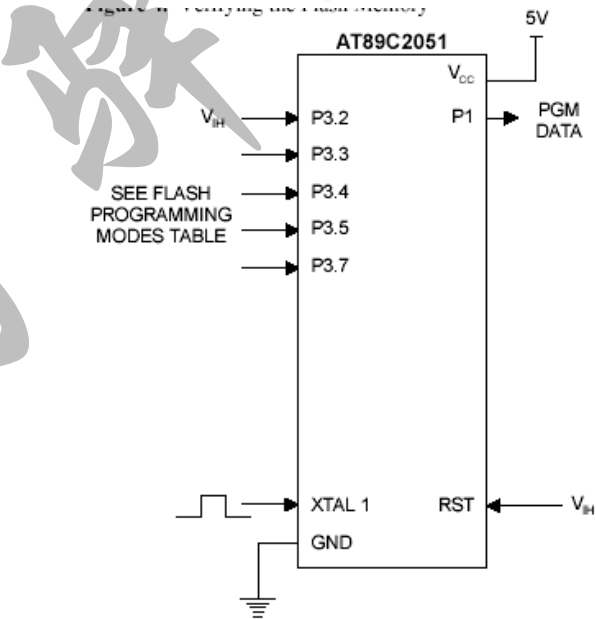 Verifying the Flash Memory
AT89C2051
5V
VCC
VIH
P3.2
P1
PGM
DATA
P3.3
SEE FLASH
PROGRAMMING
MODES TABLE
P3.4
P3.5
P3.7
XTAL 1
RST
VIH
GND